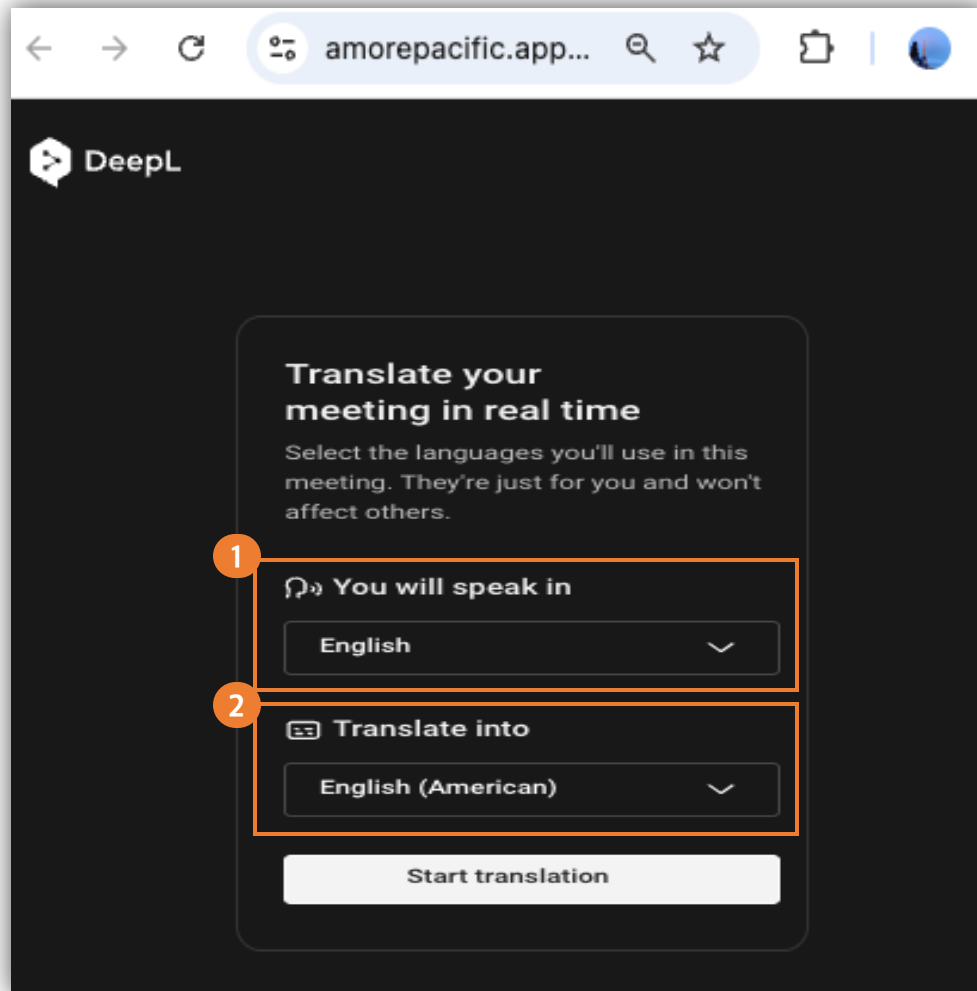 amorepacific.app...
DeepL
Translate your
meeting in real time
Select the languages you'll use in this
meeting. They're just for you and won't
affect others.
1
You will speak in
English
2
Translate into
English (American)
Start translation